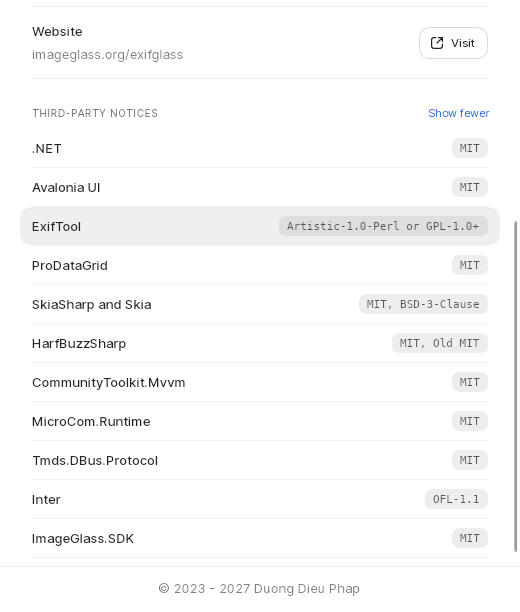 Website
imageglass.org/exifglass
Visit
THIRD-PARTY NOTICES
Show fewer
.NET
MIT
Avalonia UI
MIT
ExifTool
Artistic-1.0-Perl or GPL-1.0+
ProDataGrid
MIT
SkiaSharp and Skia
MIT, BSD-3-Clause
HarfBuzzSharp
MIT, Old MIT
CommunityToolkit.Mvvm
MIT
MicroCom.Runtime
MIT
Tmds.DBus.Protocol
MIT
Inter
OFL-1.1
ImageGlass.SDK
MIT
© 2023 - 2027 Duong Dieu Phap